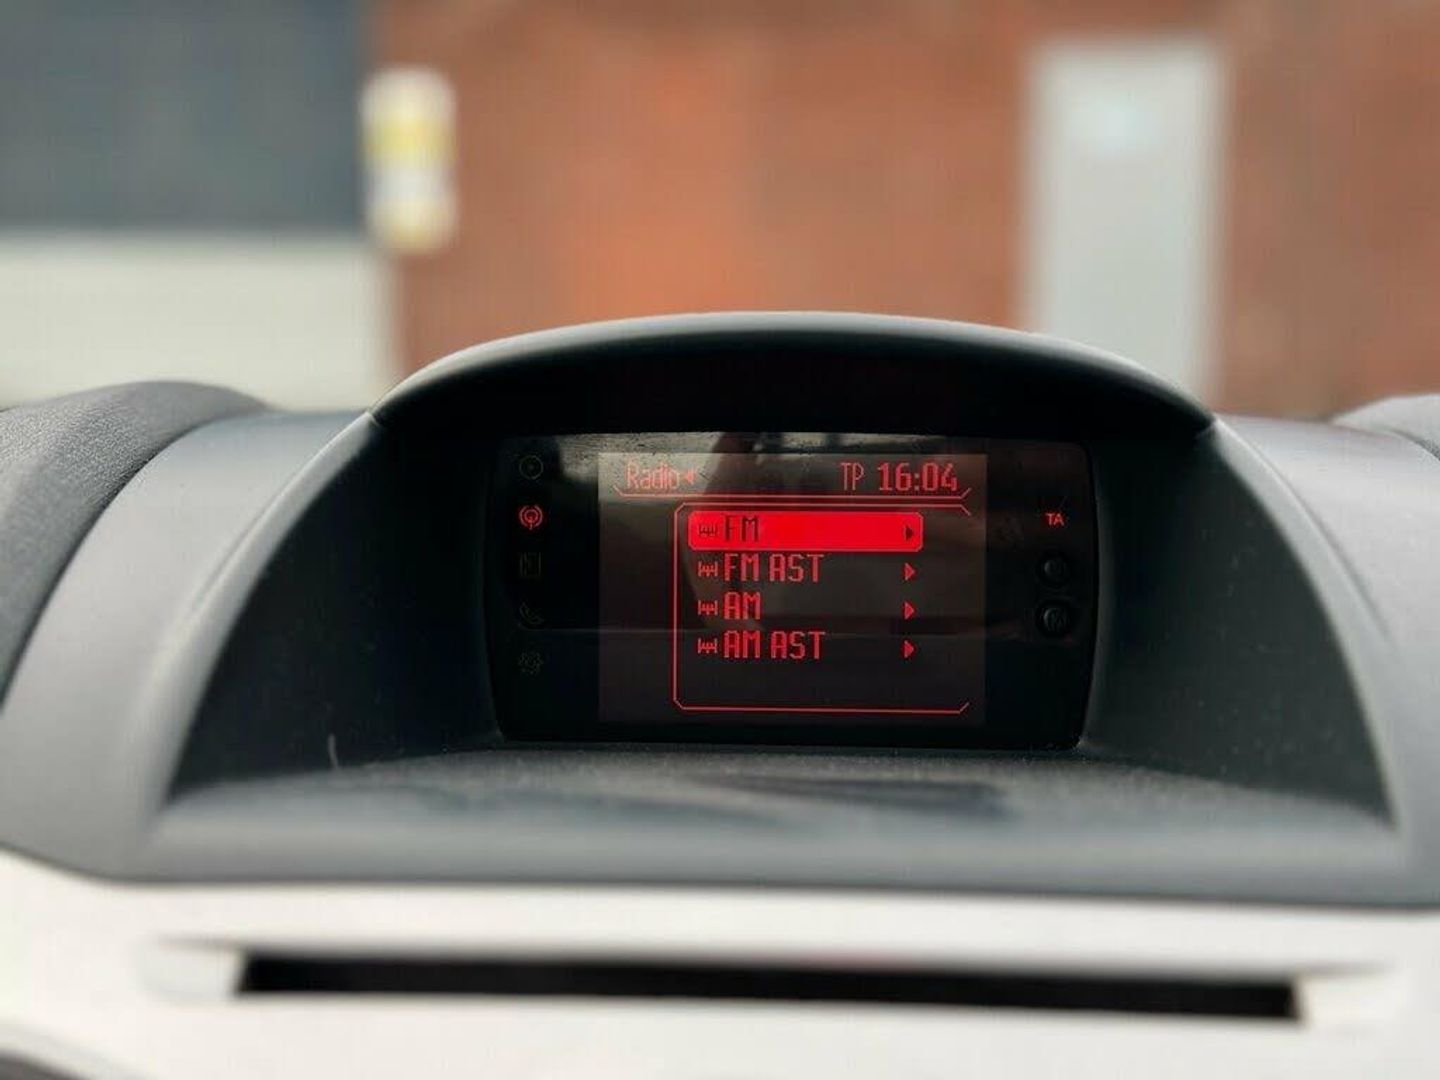 Radio TP 16:04
TA
FM
FM AST
AM
AM AST